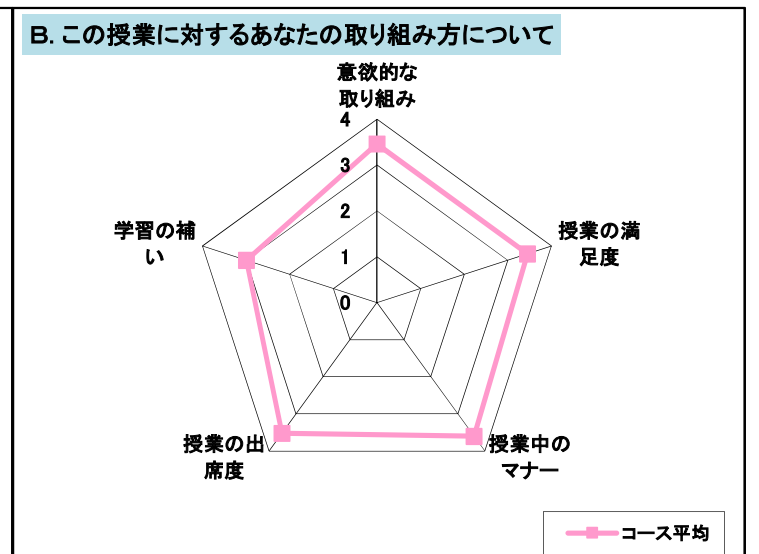 B. この授業に対するあなたの取り組み方について
意欲的な
取り組み
4
3
2
1
0
授業の満
足度
学習の補
い
授業の出
席度
授業中の
マナー
コース平均